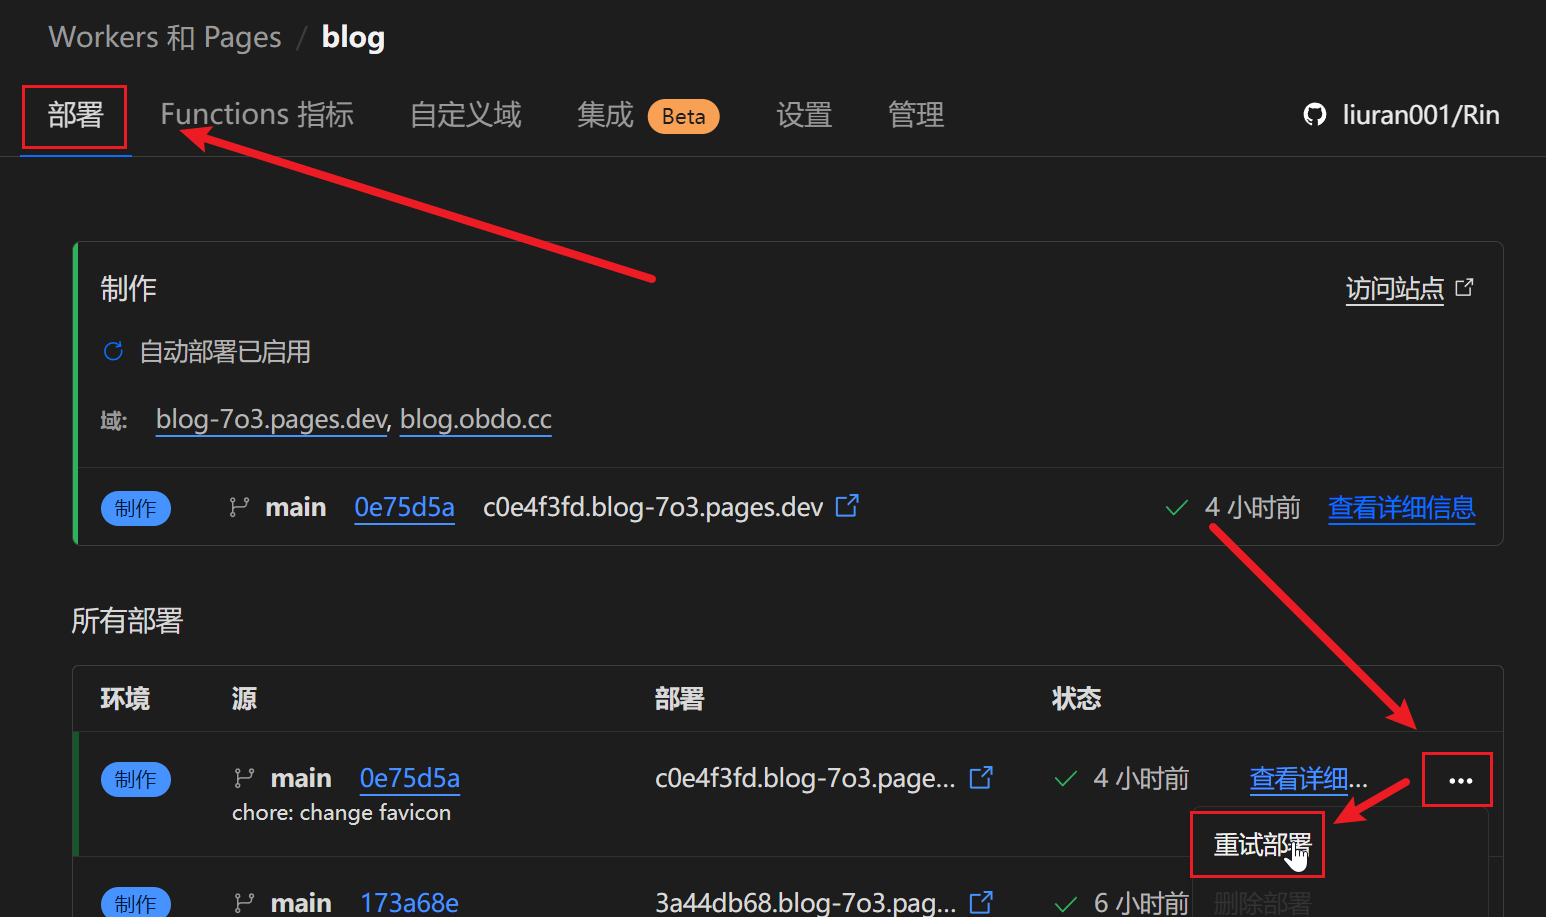 Workers 和 Pages / blog
部署 Functions 指标 自定义域 集成 Beta 设置 管理 liuran001/Rin
制作 访问站点
自动部署已启用
域: blog-7o3.pages.dev, blog.obdo.cc
制作 main 0e75d5a c0e4f3fd.blog-7o3.pages.dev 4 小时前 查看详细信息
所有部署
环境 源 部署 状态
制作 main 0e75d5a c0e4f3fd.blog-7o3.page... 4 小时前 查看详细... ...
chore: change favicon
重试部署
制作 main 173a68e 3a44db68.blog-7o3.pag... 6 小时前 删除部署